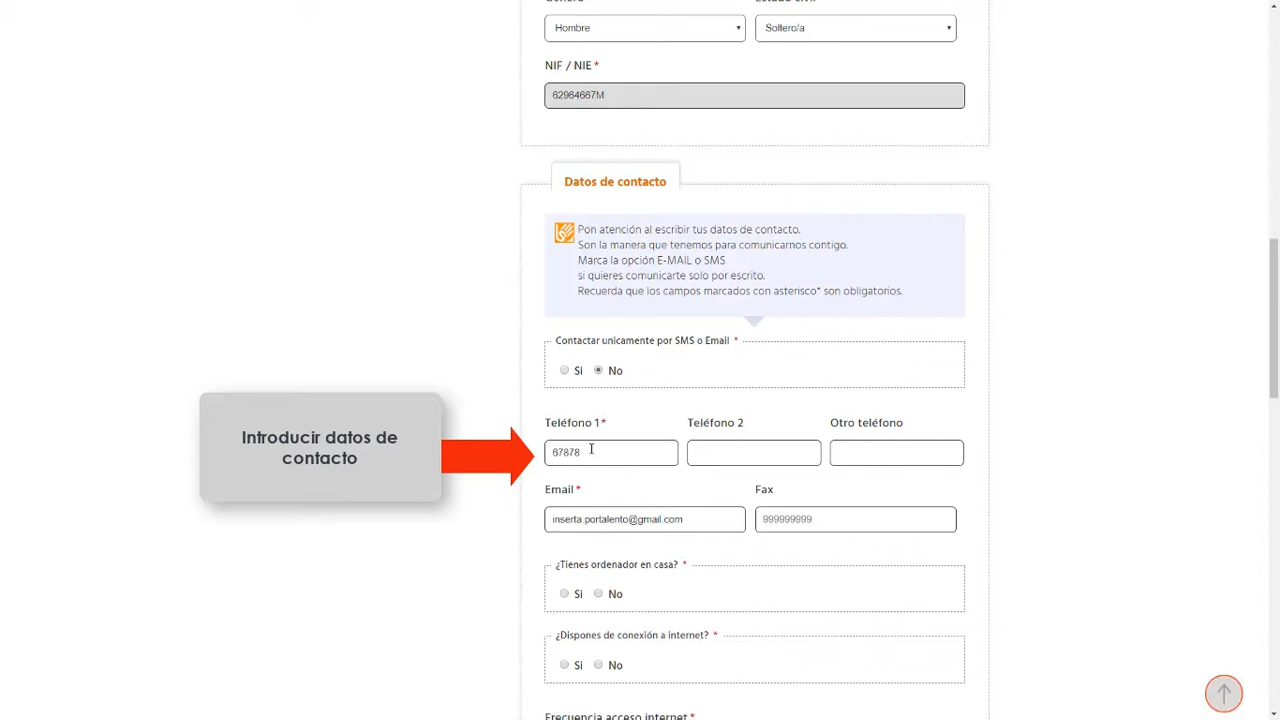 Hombre
Soltero/a
NIF / NIE *
62964667M
Datos de contacto
Pon atención al escribir tus datos de contacto.
Son la manera que tenemos para comunicarnos contigo.
Marca la opción E-MAIL o SMS
si quieres comunicarte solo por escrito.
Recuerda que los campos marcados con asterisco* son obligatorios.
Contactar unicamente por SMS o Email *
Si No
Introducir datos de
contacto
Teléfono 1* Teléfono 2 Otro teléfono
67878
Email * Fax
inserta.portalento@gmail.com 999999999
¿Tienes ordenador en casa? *
Si No
¿Dispones de conexión a internet? *
Si No
Frecuencia acceso internet *